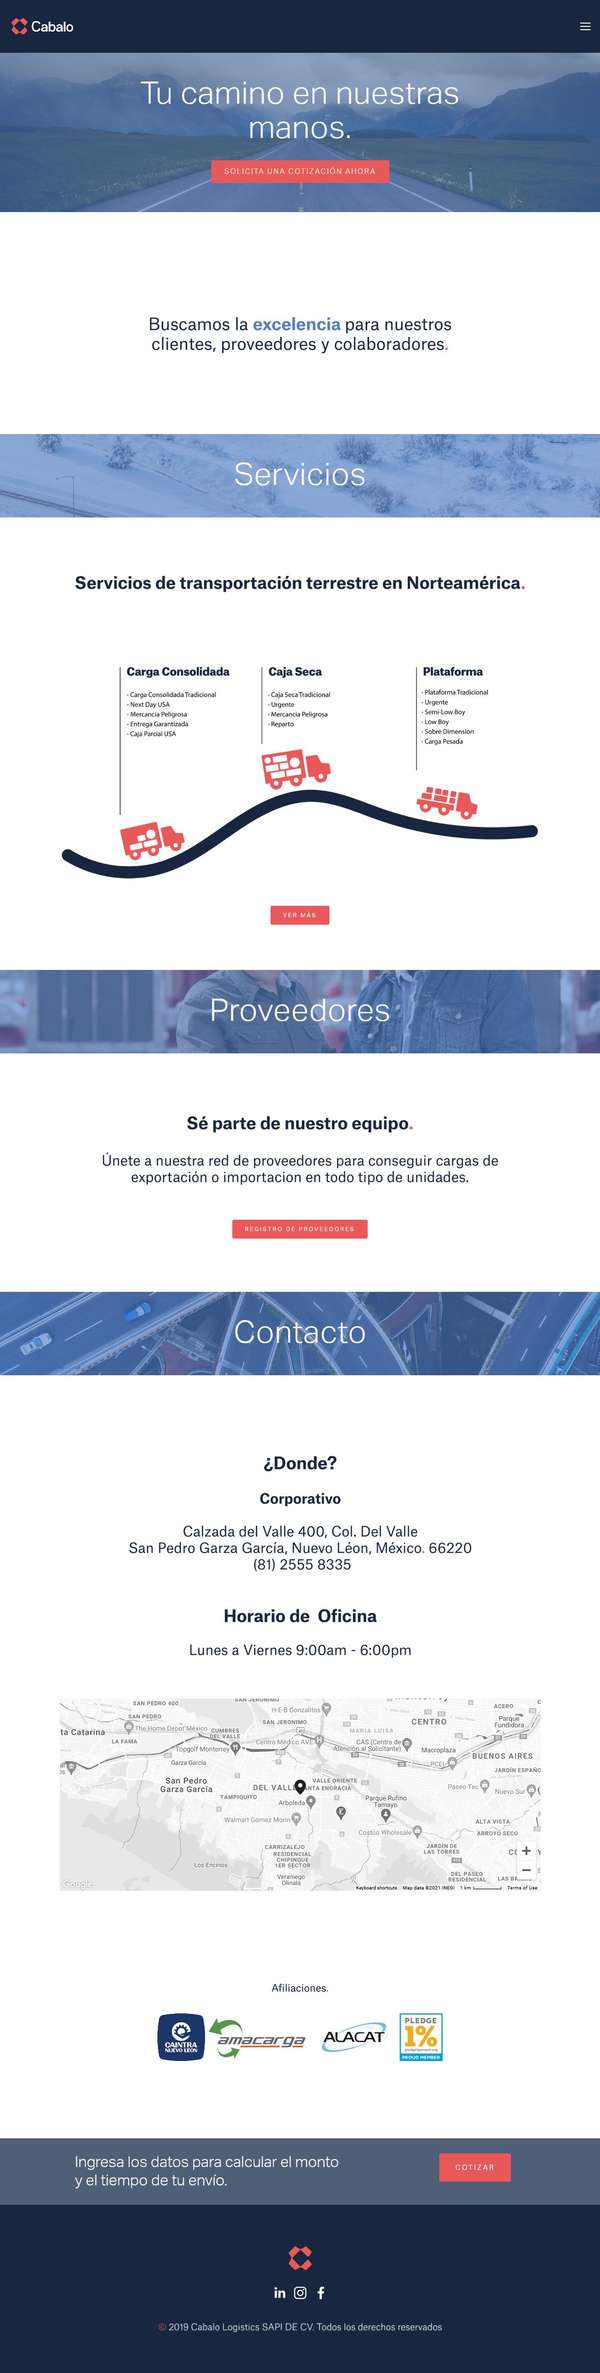 Cabalo
Tu camino en nuestras
manos.
SOLICITA UNA COTIZACIÓN AHORA
Buscamos la excelencia para nuestros
clientes, proveedores y colaboradores.
Servicios
Servicios de transportación terrestre en Norteamérica.
Carga Consolidada
- Carga Consolidada Tradicional
- Next Day USA
- Mercancia Peligrosa
- Entrega Garantizada
- Caja Parcial USA
Caja Seca
- Caja Seca Tradicional
- Urgente
- Mercancia Peligrosa
- Reparto
Plataforma
- Plataforma Tradicional
- Urgente
- Semi-Low Boy
- Low Boy
- Sobre Dimension
- Carga Pesada
VER MÁS
Proveedores
Sé parte de nuestro equipo.
Únete a nuestra red de proveedores para conseguir cargas de
exportación o importacion en todo tipo de unidades.
REGISTRO DE PROVEEDORES
Contacto
¿Donde?
Corporativo
Calzada del Valle 400, Col. Del Valle
San Pedro Garza García, Nuevo Léon, México. 66220
(81) 2555 8335
Horario de  Oficina
Lunes a Viernes 9:00am - 6:00pm
SAN PEDRO 400
SAN JERONIMO
H-E-B Gonzalitos
ACERO
SAN PEDRO
Parque
Fundidora
ta Catarina
The Home Depot México
CUMBRES
DEL VALLE
SAN JERONIMO
MARIA LUISA
CENTRO
LA FAMA
Topgolf Monterrey
Centro Médico AVE
CAS (Centro de
Atención al Solicitante)
Macroplaza
BUENOS AIRES
Garza García
PCEL
JARDÍN ESPAÑO
San Pedro
Garza García
DEL VALLE
VALLE ORIENTE
SANTA ENGRACIA
Paseo Tec
Nuevo Sur
TAMPIQUITO
Arboleda
Parque Rufino
Tamayo
Walmart Gomez Morin
ALTA VISTA
Costco Wholesale
ARROYO SECO
CARRIZALEJO
JARDÍN DE
LAS TORRES
RESIDENCIAL
CHIPINQUE
1ER SECTOR
Los Encinos
Veranego
Olinalá
DEL PASEO
RESIDENCIAL
LAS B
Google
Keyboard shortcuts
Map data ©2021 INEGI
1 km
Terms of Use
Afiliaciones.
CAINTRA
NUEVO LEÓN
amacarga
ALACAT
PLEDGE
1%
PROUD MEMBER
Ingresa los datos para calcular el monto
y el tiempo de tu envío.
COTIZAR
© 2019 Cabalo Logistics SAPI DE CV. Todos los derechos reservados